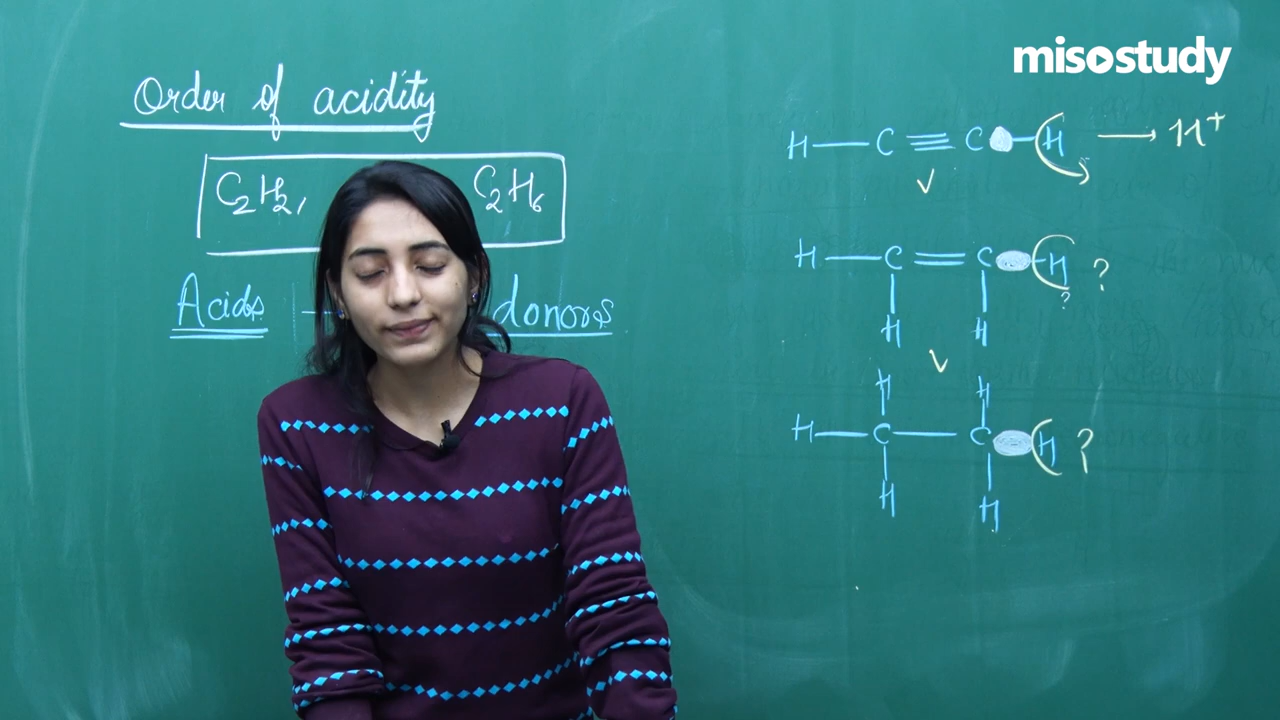 misostudy
Order of acidity
C2H2, C2H6
Acids donors
H — C ≡ C — H → H+
H — C = C — H ?
?
H H
H H
H — C — C H ?
H H